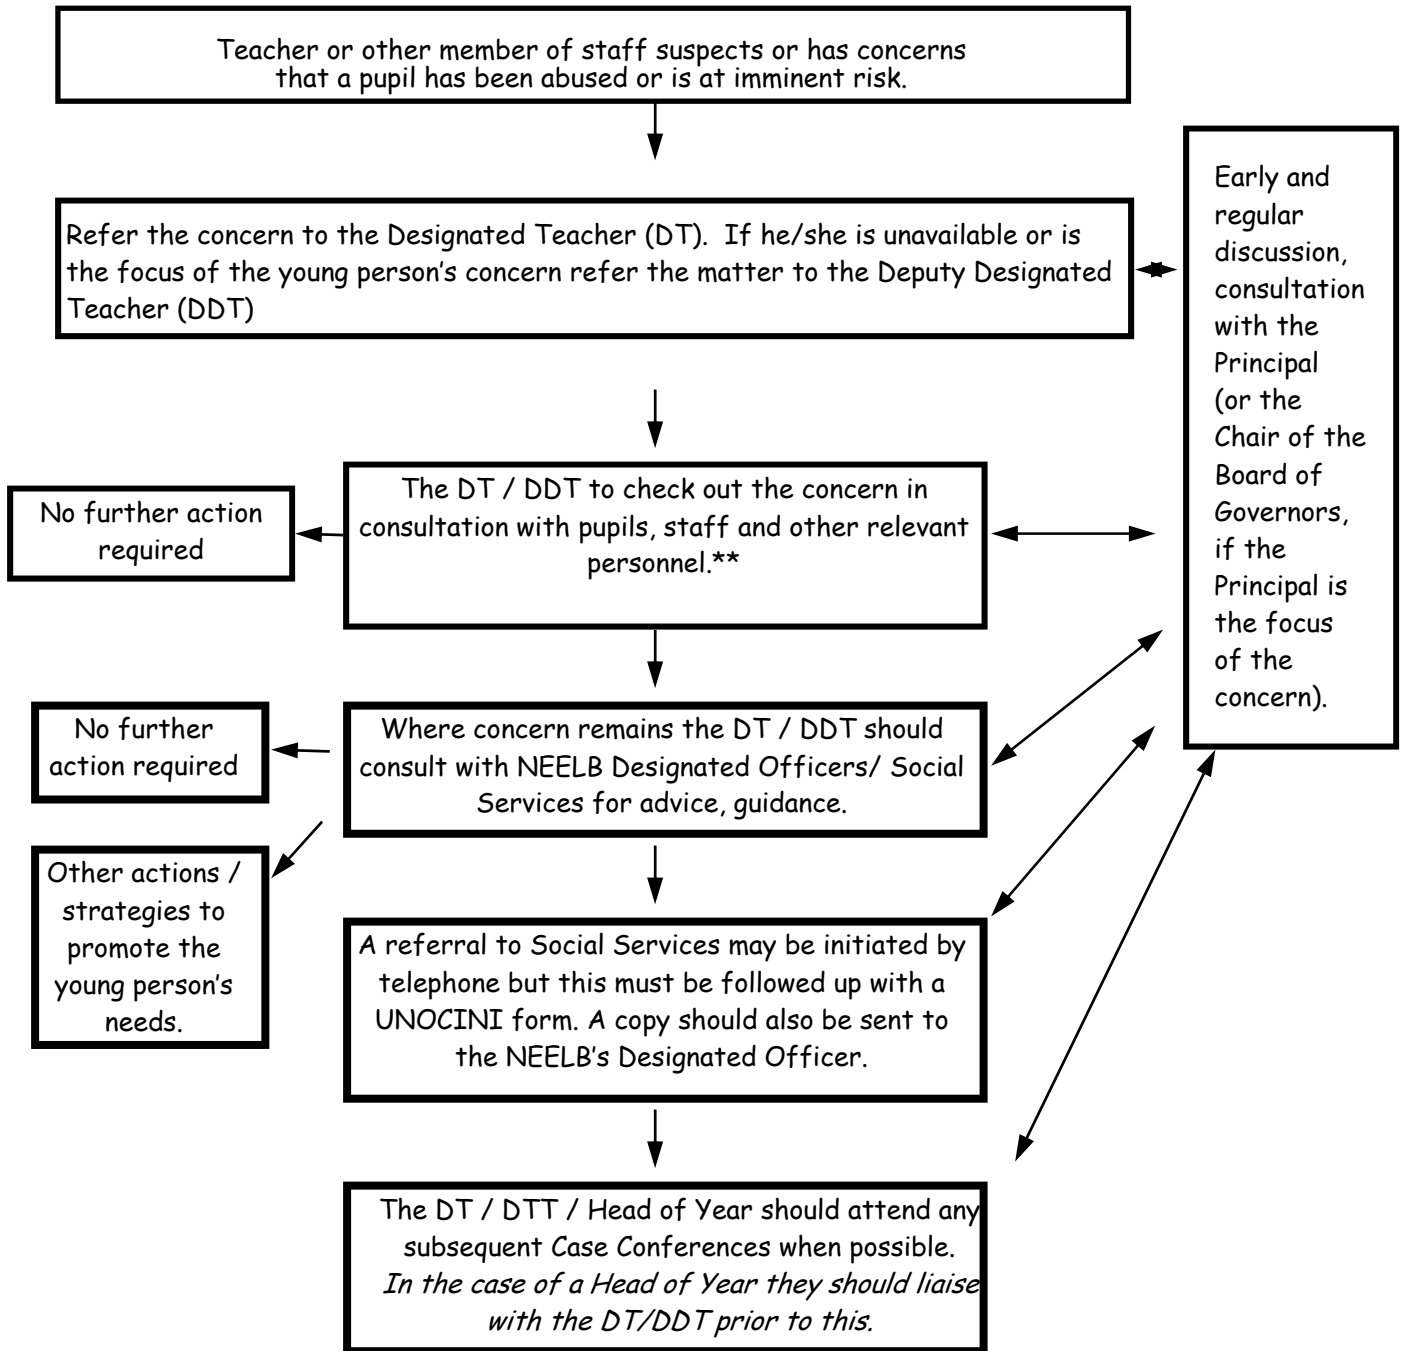 Teacher or other member of staff suspects or has concerns
that a pupil has been abused or is at imminent risk.
Refer the concern to the Designated Teacher (DT).  If he/she is unavailable or is
the focus of the young person's concern refer the matter to the Deputy Designated
Teacher (DDT)
Early and
regular
discussion,
consultation
with the
Principal
(or the
Chair of the
Board of
Governors,
if the
Principal is
the focus
of the
concern).
The DT / DDT to check out the concern in
consultation with pupils, staff and other relevant
personnel.**
No further action
required
Where concern remains the DT / DDT should
consult with NEELB Designated Officers/ Social
Services for advice, guidance.
No further
action required
Other actions /
strategies to
promote the
young person's
needs.
A referral to Social Services may be initiated by
telephone but this must be followed up with a
UNOCINI form. A copy should also be sent to
the NEELB's Designated Officer.
The DT / DTT / Head of Year should attend any
subsequent Case Conferences when possible.
In the case of a Head of Year they should liaise
with the DT/DDT prior to this.